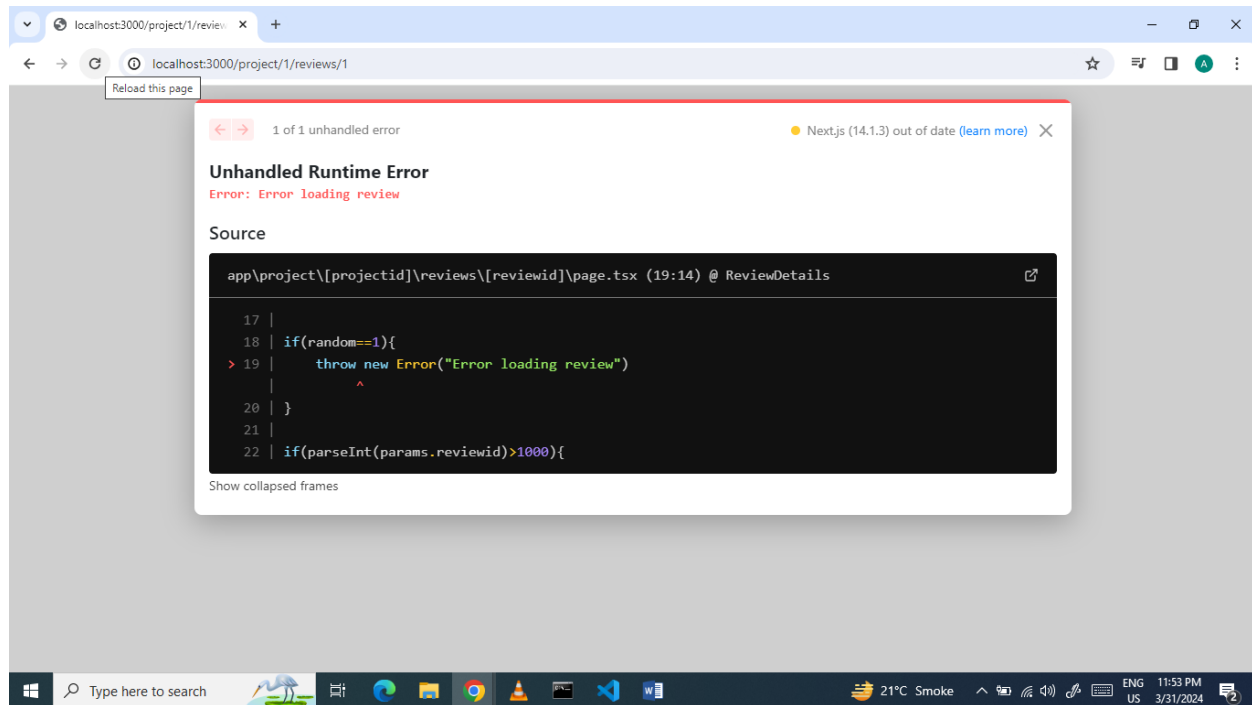 localhost:3000/project/1/review
localhost:3000/project/1/reviews/1
A
Reload this page
1 of 1 unhandled error
Next.js (14.1.3) out of date (learn more)
Unhandled Runtime Error
Error: Error loading review
Source
app\project\[projectid]\reviews\[reviewid]\page.tsx (19:14) @ ReviewDetails
17 |
18 | if(random==1){
> 19 |     throw new Error("Error loading review")
|           ^
20 | }
21 |
22 | if(parseInt(params.reviewid)>1000){
Show collapsed frames
Type here to search
W
21°C Smoke
ENG
US
11:53 PM
3/31/2024
2